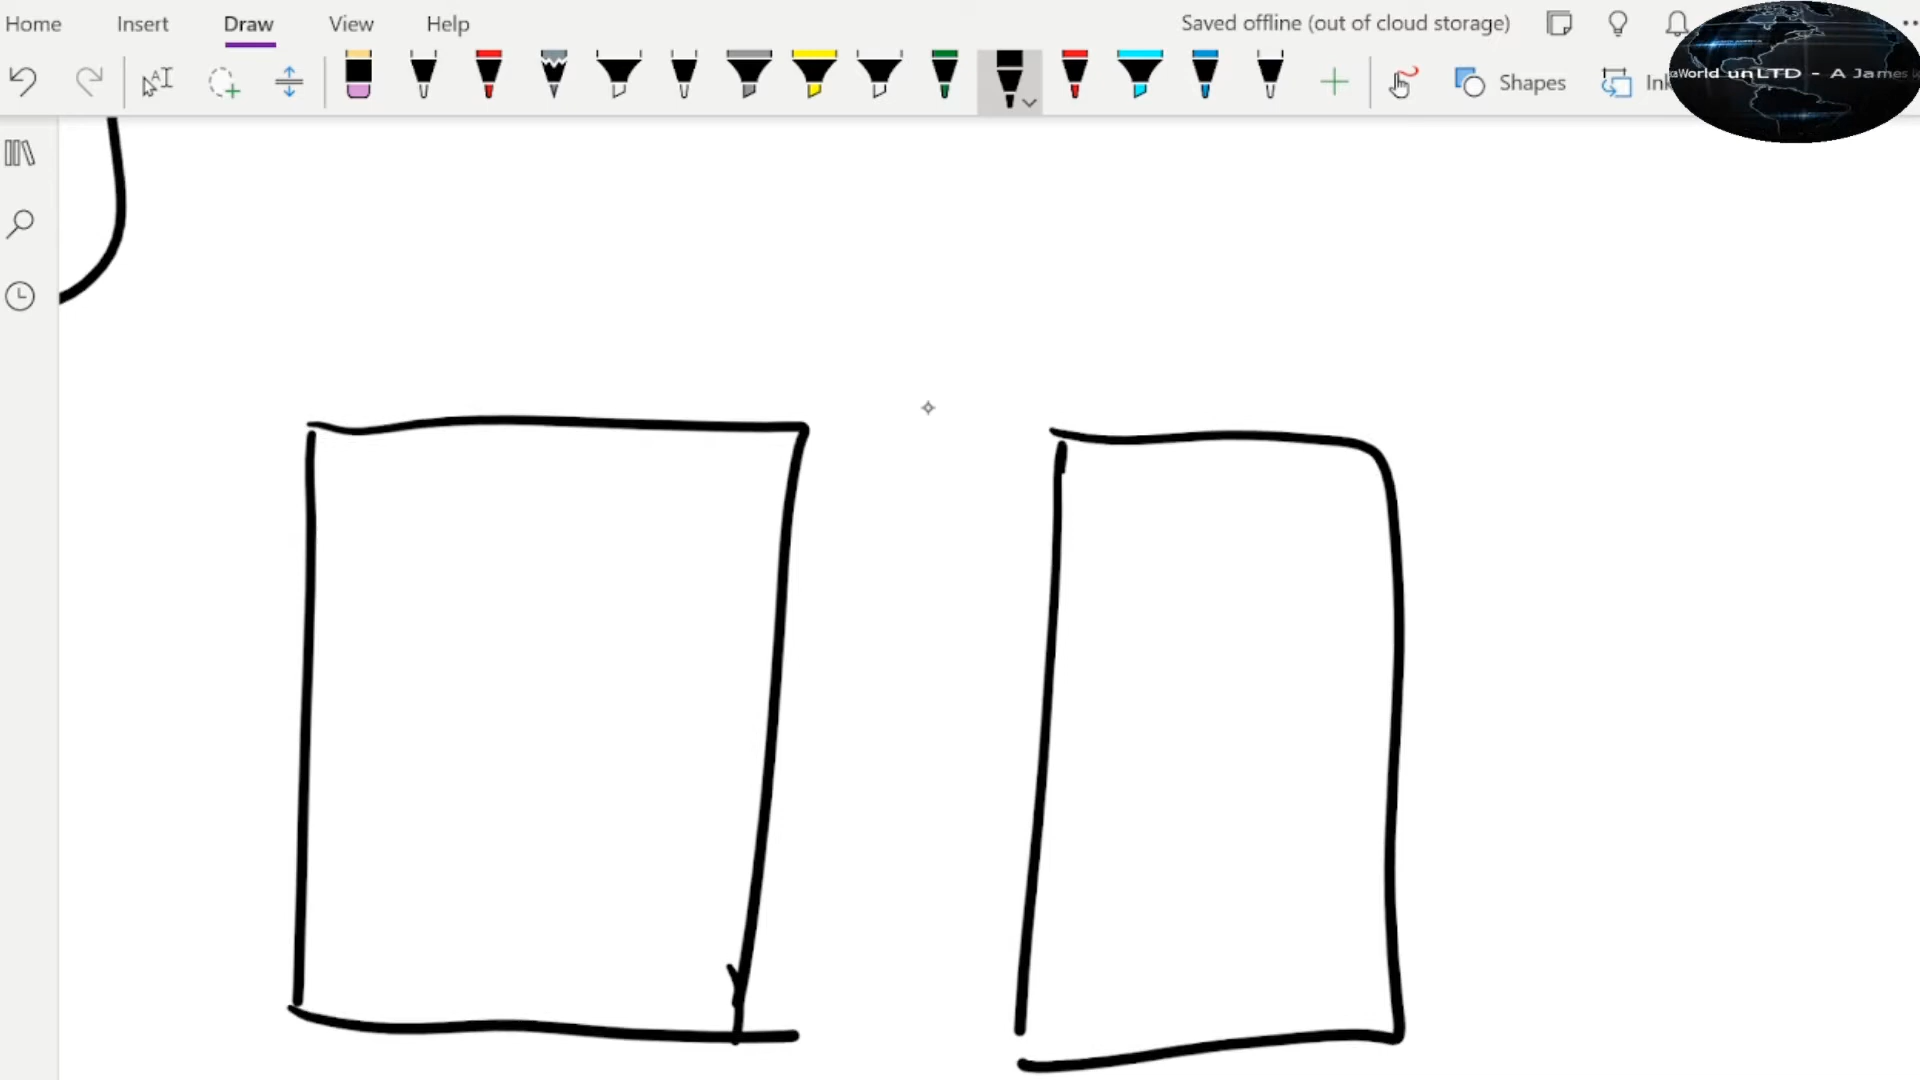 Home Insert Draw View Help Saved offline (out of cloud storage)
Shapes
World unLTD - A James